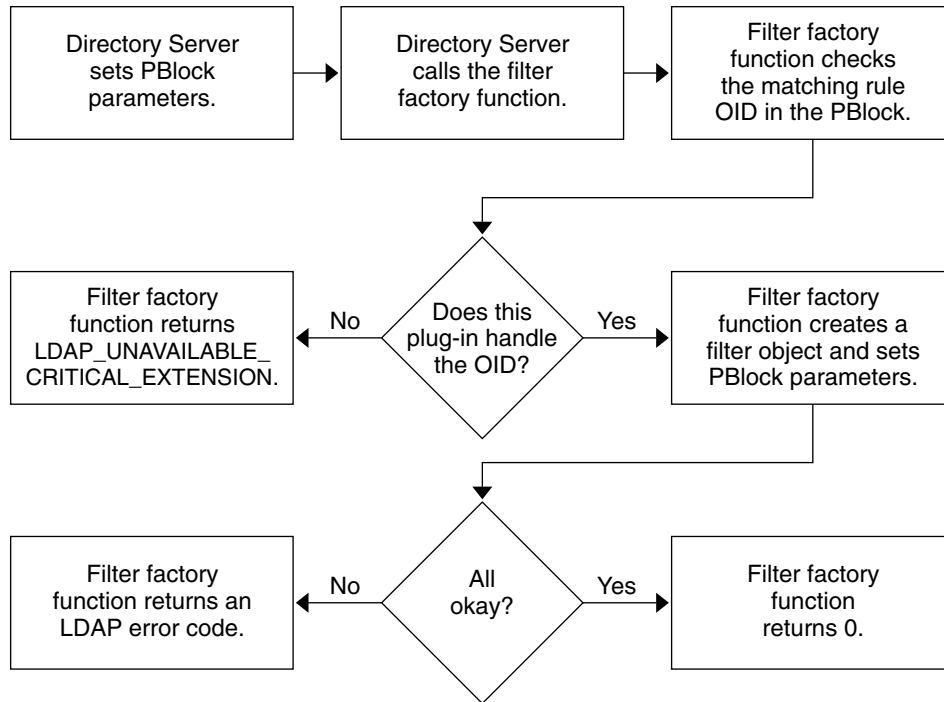 Directory Server
sets PBlock
parameters.
Directory Server
calls the filter
factory function.
Filter factory
function checks
the matching rule
OID in the PBlock.
Filter factory
function returns
LDAP_UNAVAILABLE_
CRITICAL_EXTENSION.
No
Does this
plug-in handle
the OID?
Yes
Filter factory
function creates a
filter object and sets
PBlock parameters.
Filter factory
function returns an
LDAP error code.
No
All
okay?
Yes
Filter factory
function
returns 0.